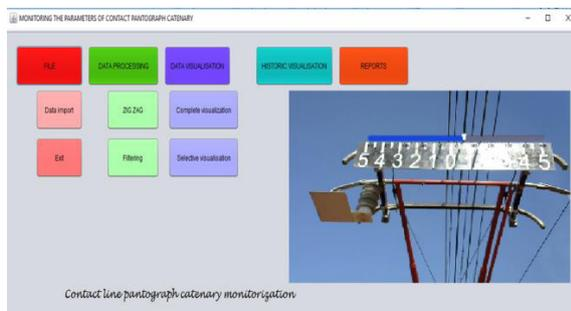 MONITORING THE PARAMETERS OF CONTACT PANTOGRAPH CATENARY
FILE DATA PROCESSING DATA VISUALISATION HISTORIC VISUALISATION REPORTS
Data import ZIG ZAG Complete visualization
Exit Filtering Selective visualisation
5 4 3 2 1 0 3 4 5
Contact line pantograph catenary monitorization